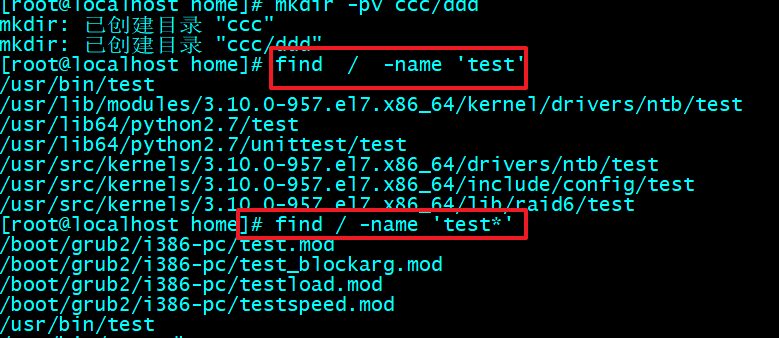 [root@localhost home]# mkdir -pv ccc/ddd
mkdir: 已创建目录 "ccc"
mkdir: 已创建目录 "ccc/ddd"
[root@localhost home]# find  /  -name 'test'
/usr/bin/test
/usr/lib/modules/3.10.0-957.el7.x86_64/kernel/drivers/ntb/test
/usr/lib64/python2.7/test
/usr/lib64/python2.7/unittest/test
/usr/src/kernels/3.10.0-957.el7.x86_64/drivers/ntb/test
/usr/src/kernels/3.10.0-957.el7.x86_64/include/config/test
/usr/src/kernels/3.10.0-957.el7.x86_64/lib/raid6/test
[root@localhost home]# find / -name 'test*'
/boot/grub2/i386-pc/test.mod
/boot/grub2/i386-pc/test_blockarg.mod
/boot/grub2/i386-pc/testload.mod
/boot/grub2/i386-pc/testspeed.mod
/usr/bin/test